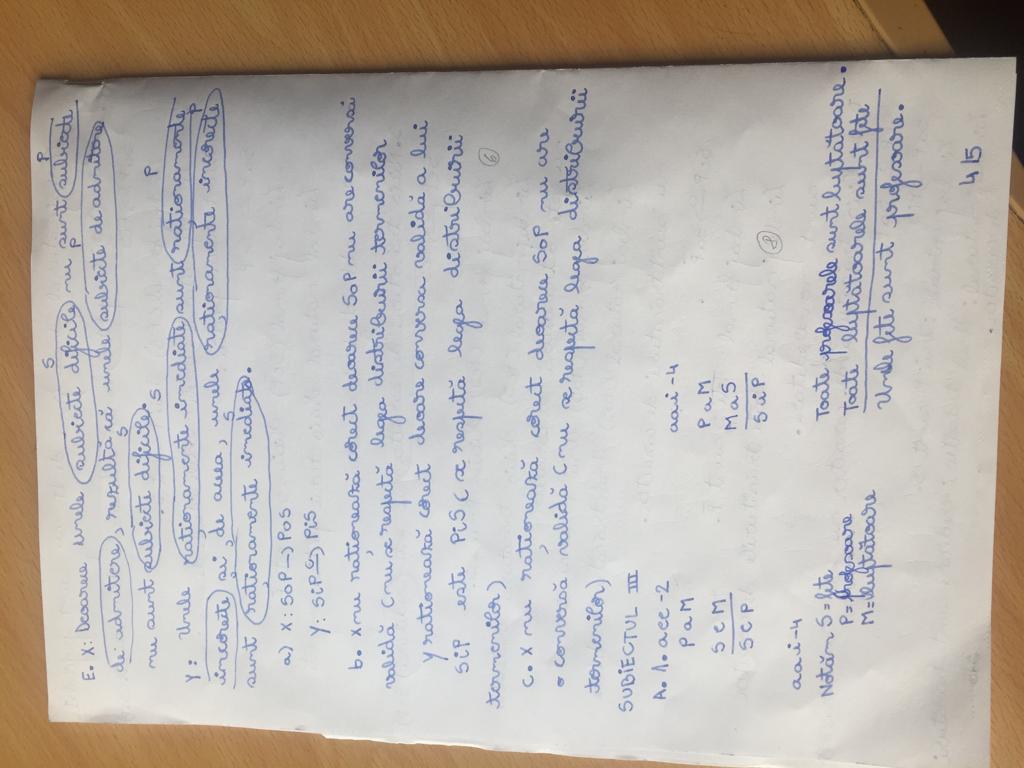 E. X: Deoarece unele subiecte dificile nu sunt subiecte
de admitere, rezultă că unele subiecte de admitere
nu sunt subiecte dificile.
Y: Unele raționamente imediate sunt raționamente
incorecte și, de aceea, unele raționamente incorecte
sunt raționamente imediate.
a) X: SoP → PoS
Y: SiP → PiS
b. X nu raționează corect deoarece SoP nu are conversă
validă (nu se respectă legea distribuirii termenilor
Y raționează corect deoarece conversa validă a lui
SiP este PiS (se respectă legea distribuirii
termenilor)
6
c. X nu raționează corect deoarece SoP nu are
o conversă validă (nu se respectă legea distribuirii
termenilor)
SUBIECTUL III
A. 1. aee-2
PaM
SeM
SeP
aai-4
PaM
MaS
SiP
8
aai-4
Notăm S = fete
P = profesoare
M = luptătoare
Toate profesoarele sunt luptătoare.
Toate luptătoarele sunt fete
Unele fete sunt profesoare.
4/5